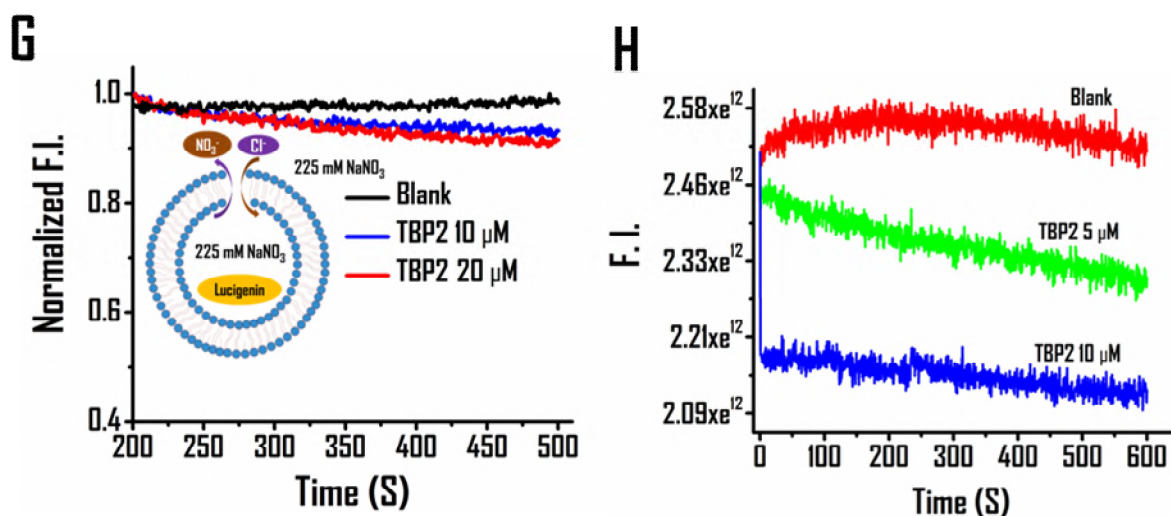 G
Normalized F.I.
1.0
0.8
0.6
0.4
NO₃⁻
Cl⁻
225 mM NaNO₃
225 mM NaNO₃
Lucigenin
Blank
TBP2 10 µM
TBP2 20 µM
200 250 300 350 400 450 500
Time (S)
H
F. I.
2.58xe¹²
2.46xe¹²
2.33xe¹²
2.21xe¹²
2.09xe¹²
Blank
TBP2 5 µM
TBP2 10 µM
0 100 200 300 400 500 600
Time (S)